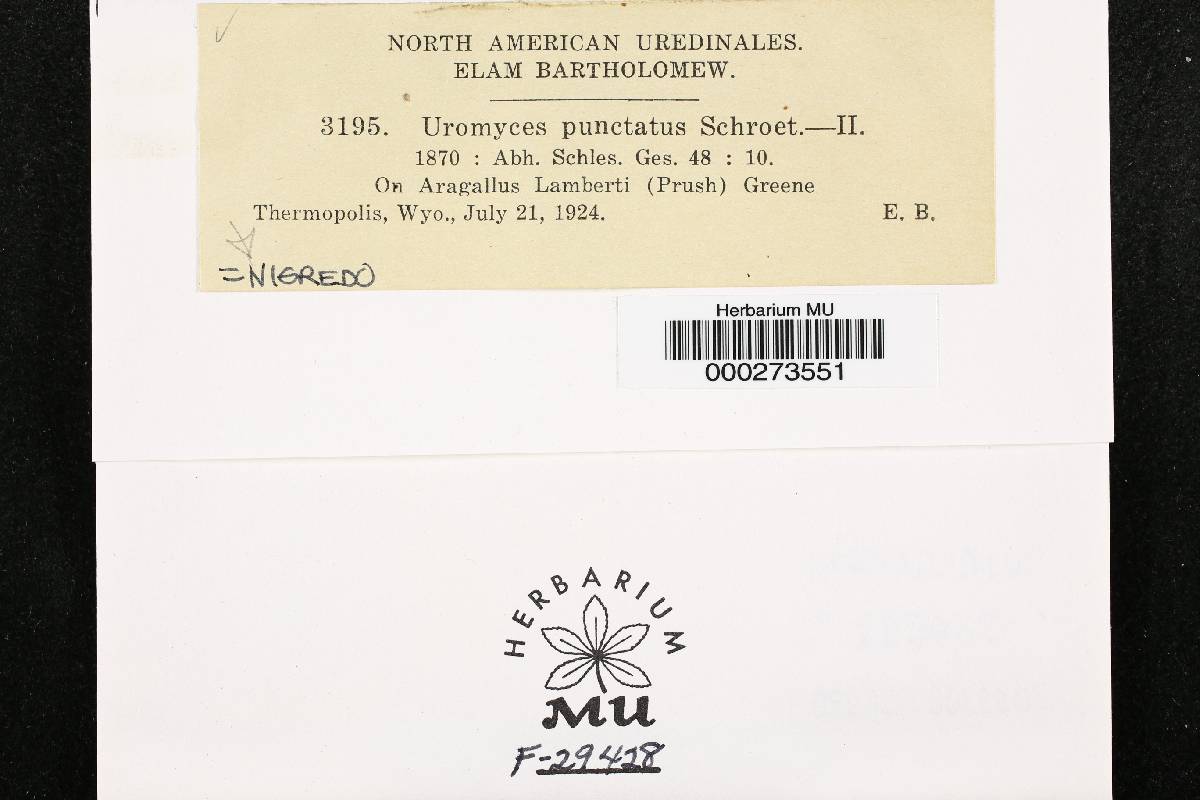 NORTH AMERICAN UREDINALES.
ELAM BARTHOLOMEW.
3195. Uromyces punctatus Schroet.—II.
1870 : Abh. Schles. Ges. 48 : 10.
On Aragallus Lamberti (Prush) Greene
Thermopolis, Wyo., July 21, 1924. E. B.
=NIGREDO
Herbarium MU
000273551
HERBARIUM
MU
F-29428